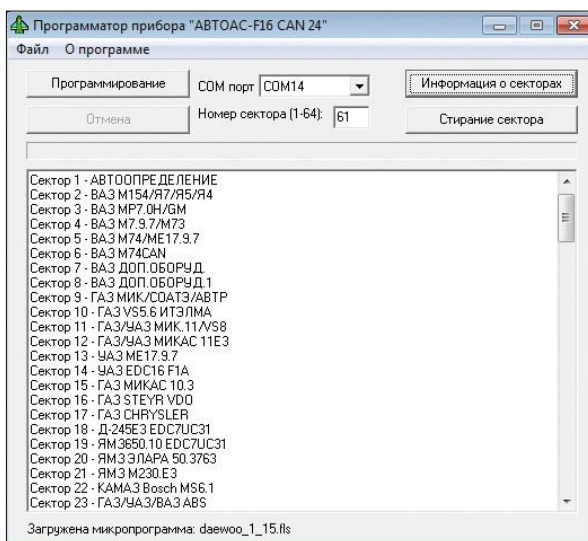 Программатор прибора "АВТОАС-F16 CAN 24"
Файл О программе
Программирование COM порт COM14 Информация о секторах
Отмена Номер сектора (1-64): 61 Стирание сектора
Сектор 1 - АВТООПРЕДЕЛЕНИЕ
Сектор 2 - ВАЗ М154/Я7/Я5/Я4
Сектор 3 - ВАЗ МР7.0Н/GM
Сектор 4 - ВАЗ М7.9.7/М73
Сектор 5 - ВАЗ М74/МЕ17.9.7
Сектор 6 - ВАЗ М74CAN
Сектор 7 - ВАЗ ДОП.ОБОРУД.
Сектор 8 - ВАЗ ДОП.ОБОРУД.1
Сектор 9 - ГАЗ МИК/СОАТЭ/АВТР
Сектор 10 - ГАЗ VS5.6 ИТЭЛМА
Сектор 11 - ГАЗ/УАЗ МИК.11/VS8
Сектор 12 - ГАЗ/УАЗ МИКАС 11Е3
Сектор 13 - УАЗ МЕ17.9.7
Сектор 14 - УАЗ EDC16 F1A
Сектор 15 - ГАЗ МИКАС 10.3
Сектор 16 - ГАЗ STEYR VDO
Сектор 17 - ГАЗ CHRYSLER
Сектор 18 - Д-245Е3 EDC7UC31
Сектор 19 - ЯМЗ650.10 EDC7UC31
Сектор 20 - ЯМЗ ЭЛАРА 50.3763
Сектор 21 - ЯМЗ М230.Е3
Сектор 22 - КАМАЗ Bosch MS6.1
Сектор 23 - ГАЗ/УАЗ/ВАЗ ABS
Загружена микропрограмма: daewoo_1_15.fls